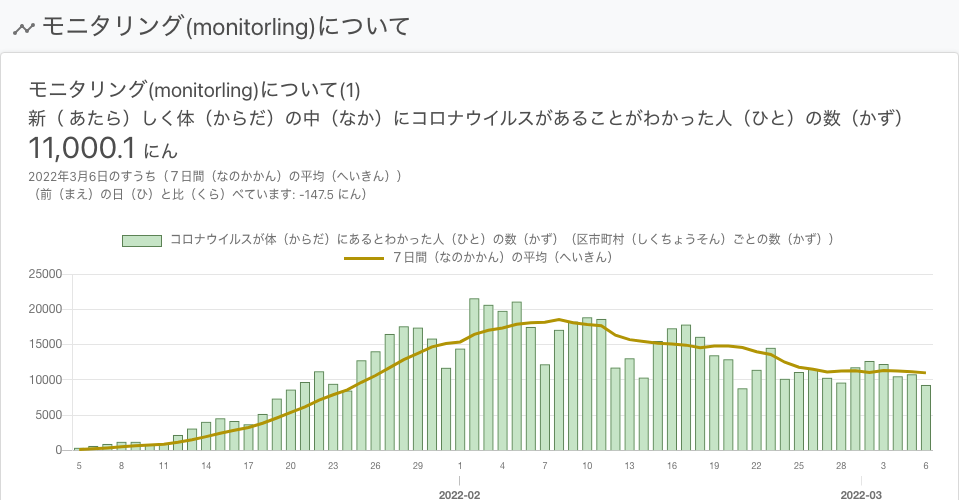 モニタリング(monitorling)について
モニタリング(monitorling)について(1)
新（ あたら）しく体（からだ）の中（なか）にコロナウイルスがあることがわかった人（ひと）の数（かず）
11,000.1 にん
2022年3月6日のすうち（７日間（なのかかん）の平均（へいきん））
（前（まえ）の日（ひ）と比（くら）べています: -147.5 にん）
コロナウイルスが体（からだ）にあるとわかった人（ひと）の数（かず）（区市町村（しくちょうそん）ごとの数（かず））
７日間（なのかかん）の平均（へいきん）
25000
20000
15000
10000
5000
0
5 8 11 14 17 20 23 26 29 1 4 7 10 13 16 19 22 25 28 3 6
2022-02 2022-03